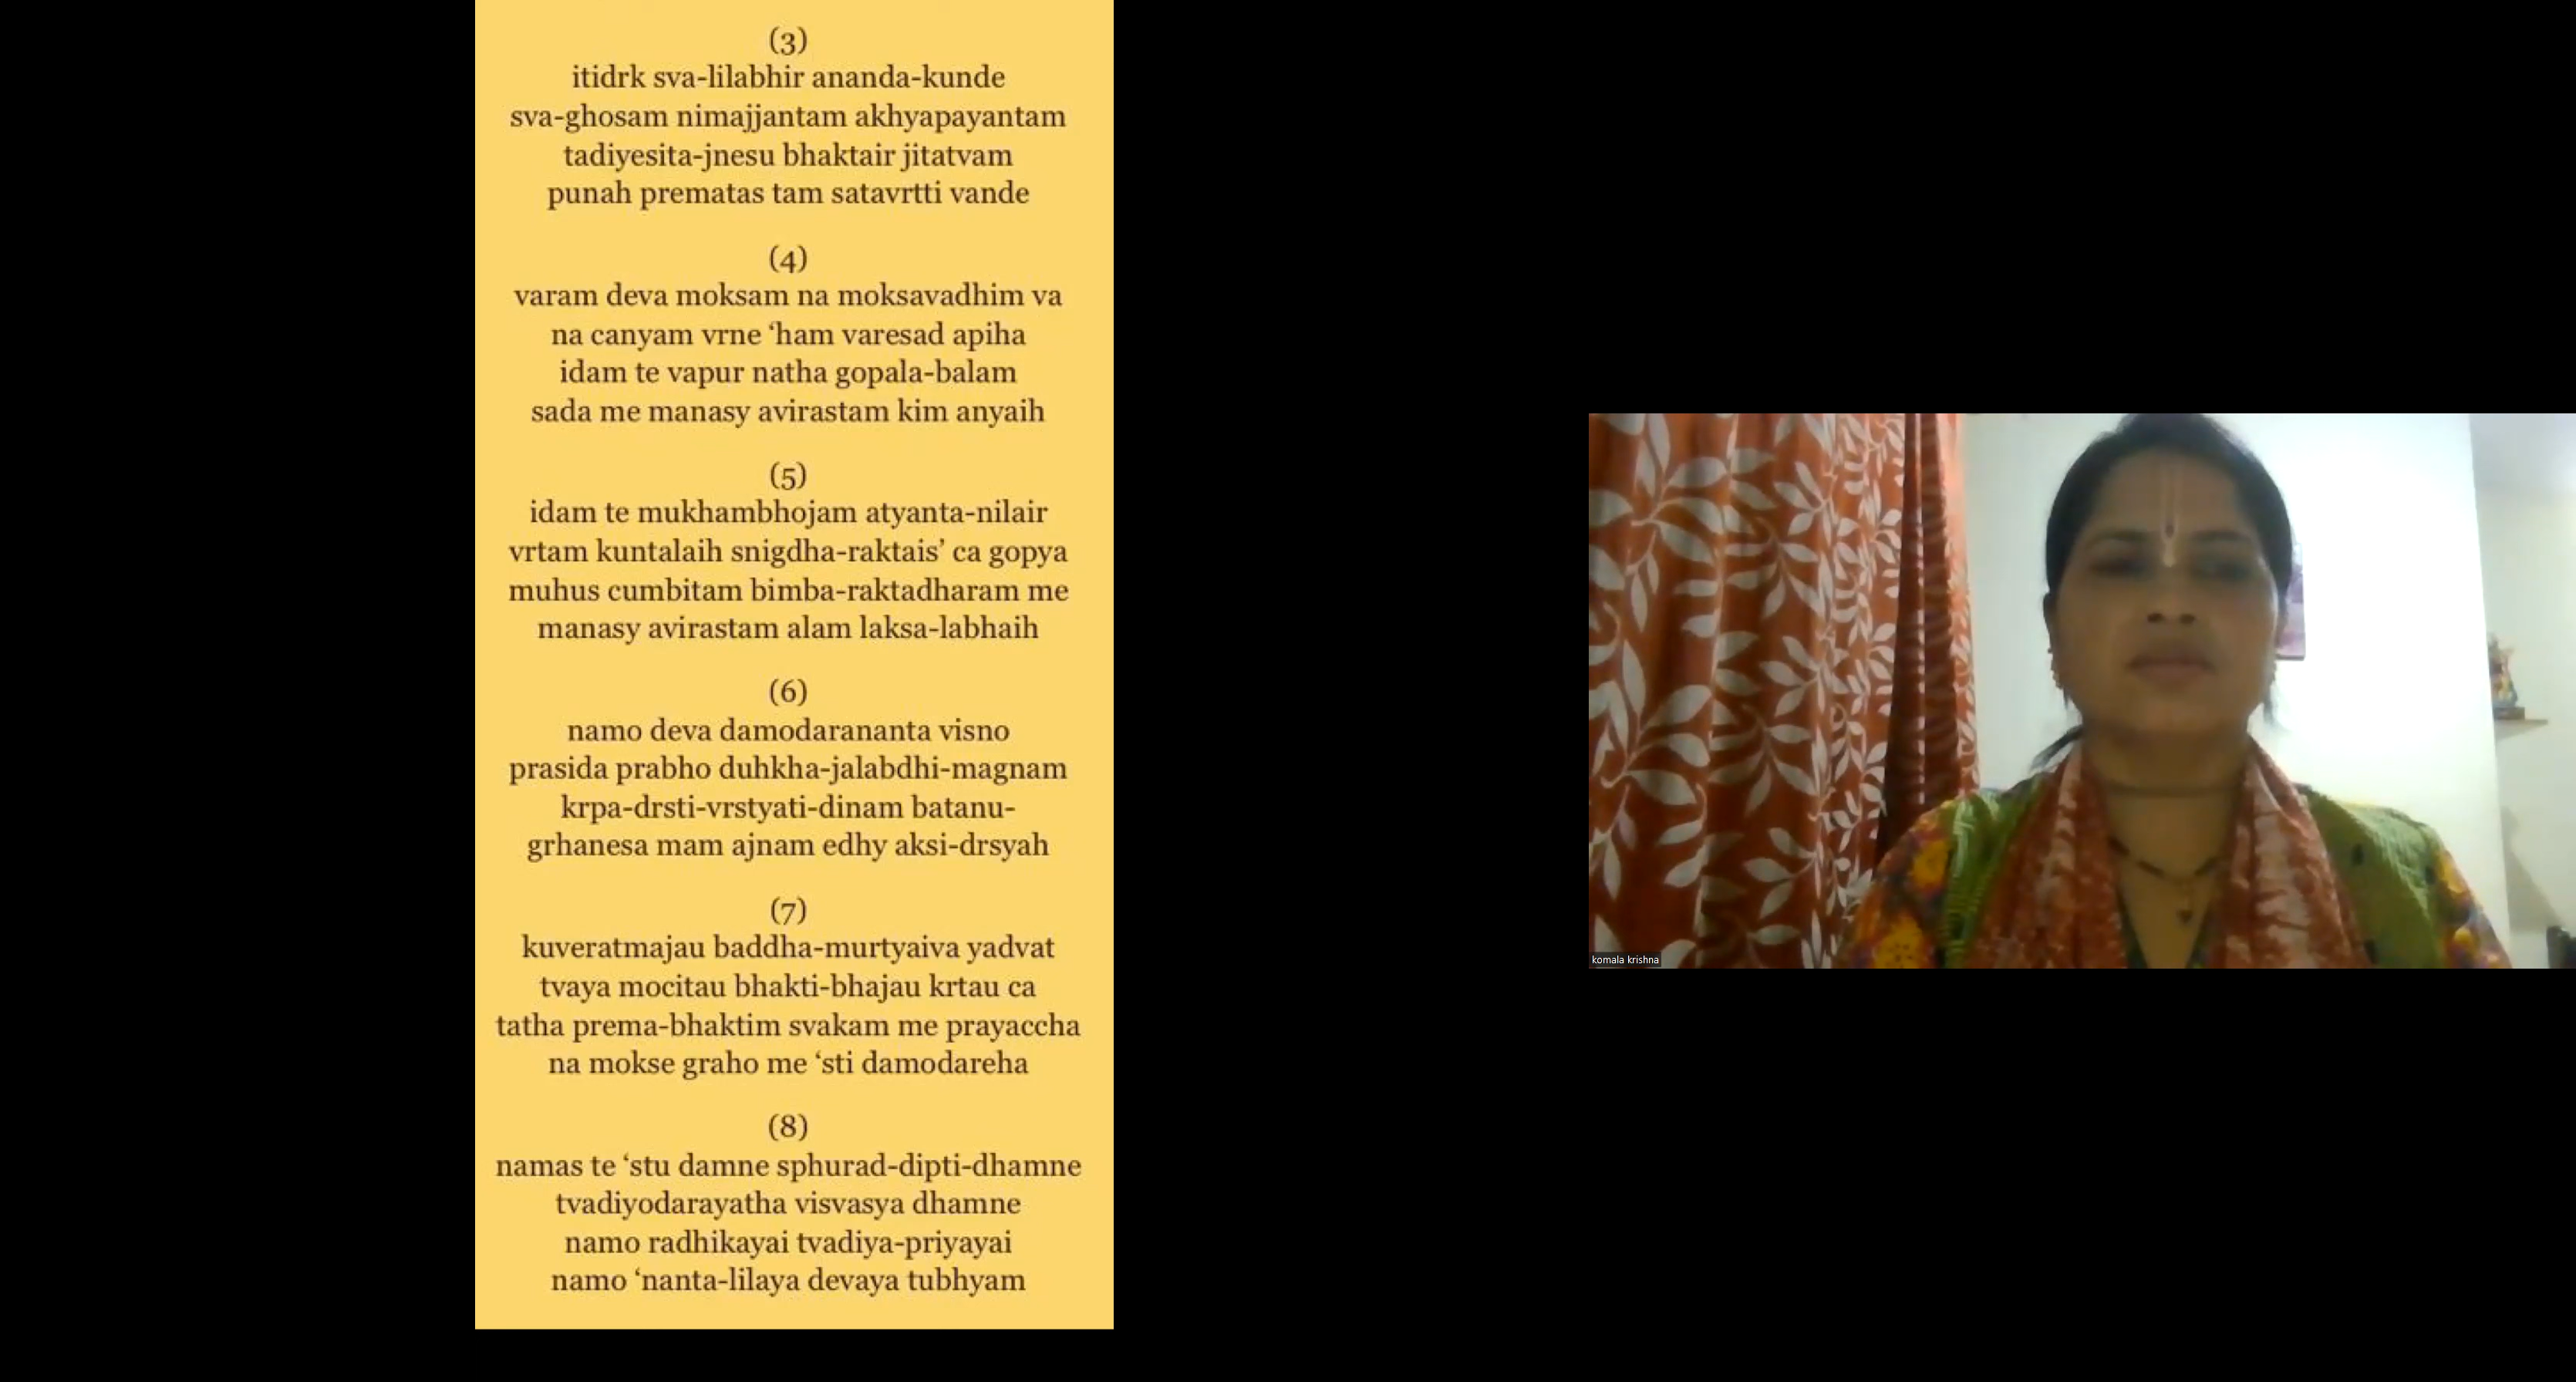 (3)
itidrk sva-lilabhir ananda-kunde
sva-ghosam nimajjantam akhyapayantam
tadiyesita-jnesu bhaktair jitatvam
punah prematas tam satavrtti vande
(4)
varam deva moksam na moksavadhim va
na canyam vrne ‘ham varesad apiha
idam te vapur natha gopala-balam
sada me manasy avirastam kim anyaih
(5)
idam te mukhambhojam atyanta-nilair
vrtam kuntalaih snigdha-raktais’ ca gopya
muhus cumbitam bimba-raktadharam me
manasy avirastam alam laksa-labhaih
(6)
namo deva damodarananta visno
prasida prabho duhkha-jalabdhi-magnam
krpa-drsti-vrstyati-dinam batanu-
grhanesa mam ajnam edhy aksi-drsyah
(7)
kuveratmajau baddha-murtyaiva yadvat
tvaya mocitau bhakti-bhajau krtau ca
tatha prema-bhaktim svakam me prayaccha
na mokse graho me ‘sti damodareha
(8)
namas te ‘stu damne sphurad-dipti-dhamne
tvadiyodarayatha visvasya dhamne
namo radhikayai tvadiya-priyayai
namo ‘nanta-lilaya devaya tubhyam
komala krishna